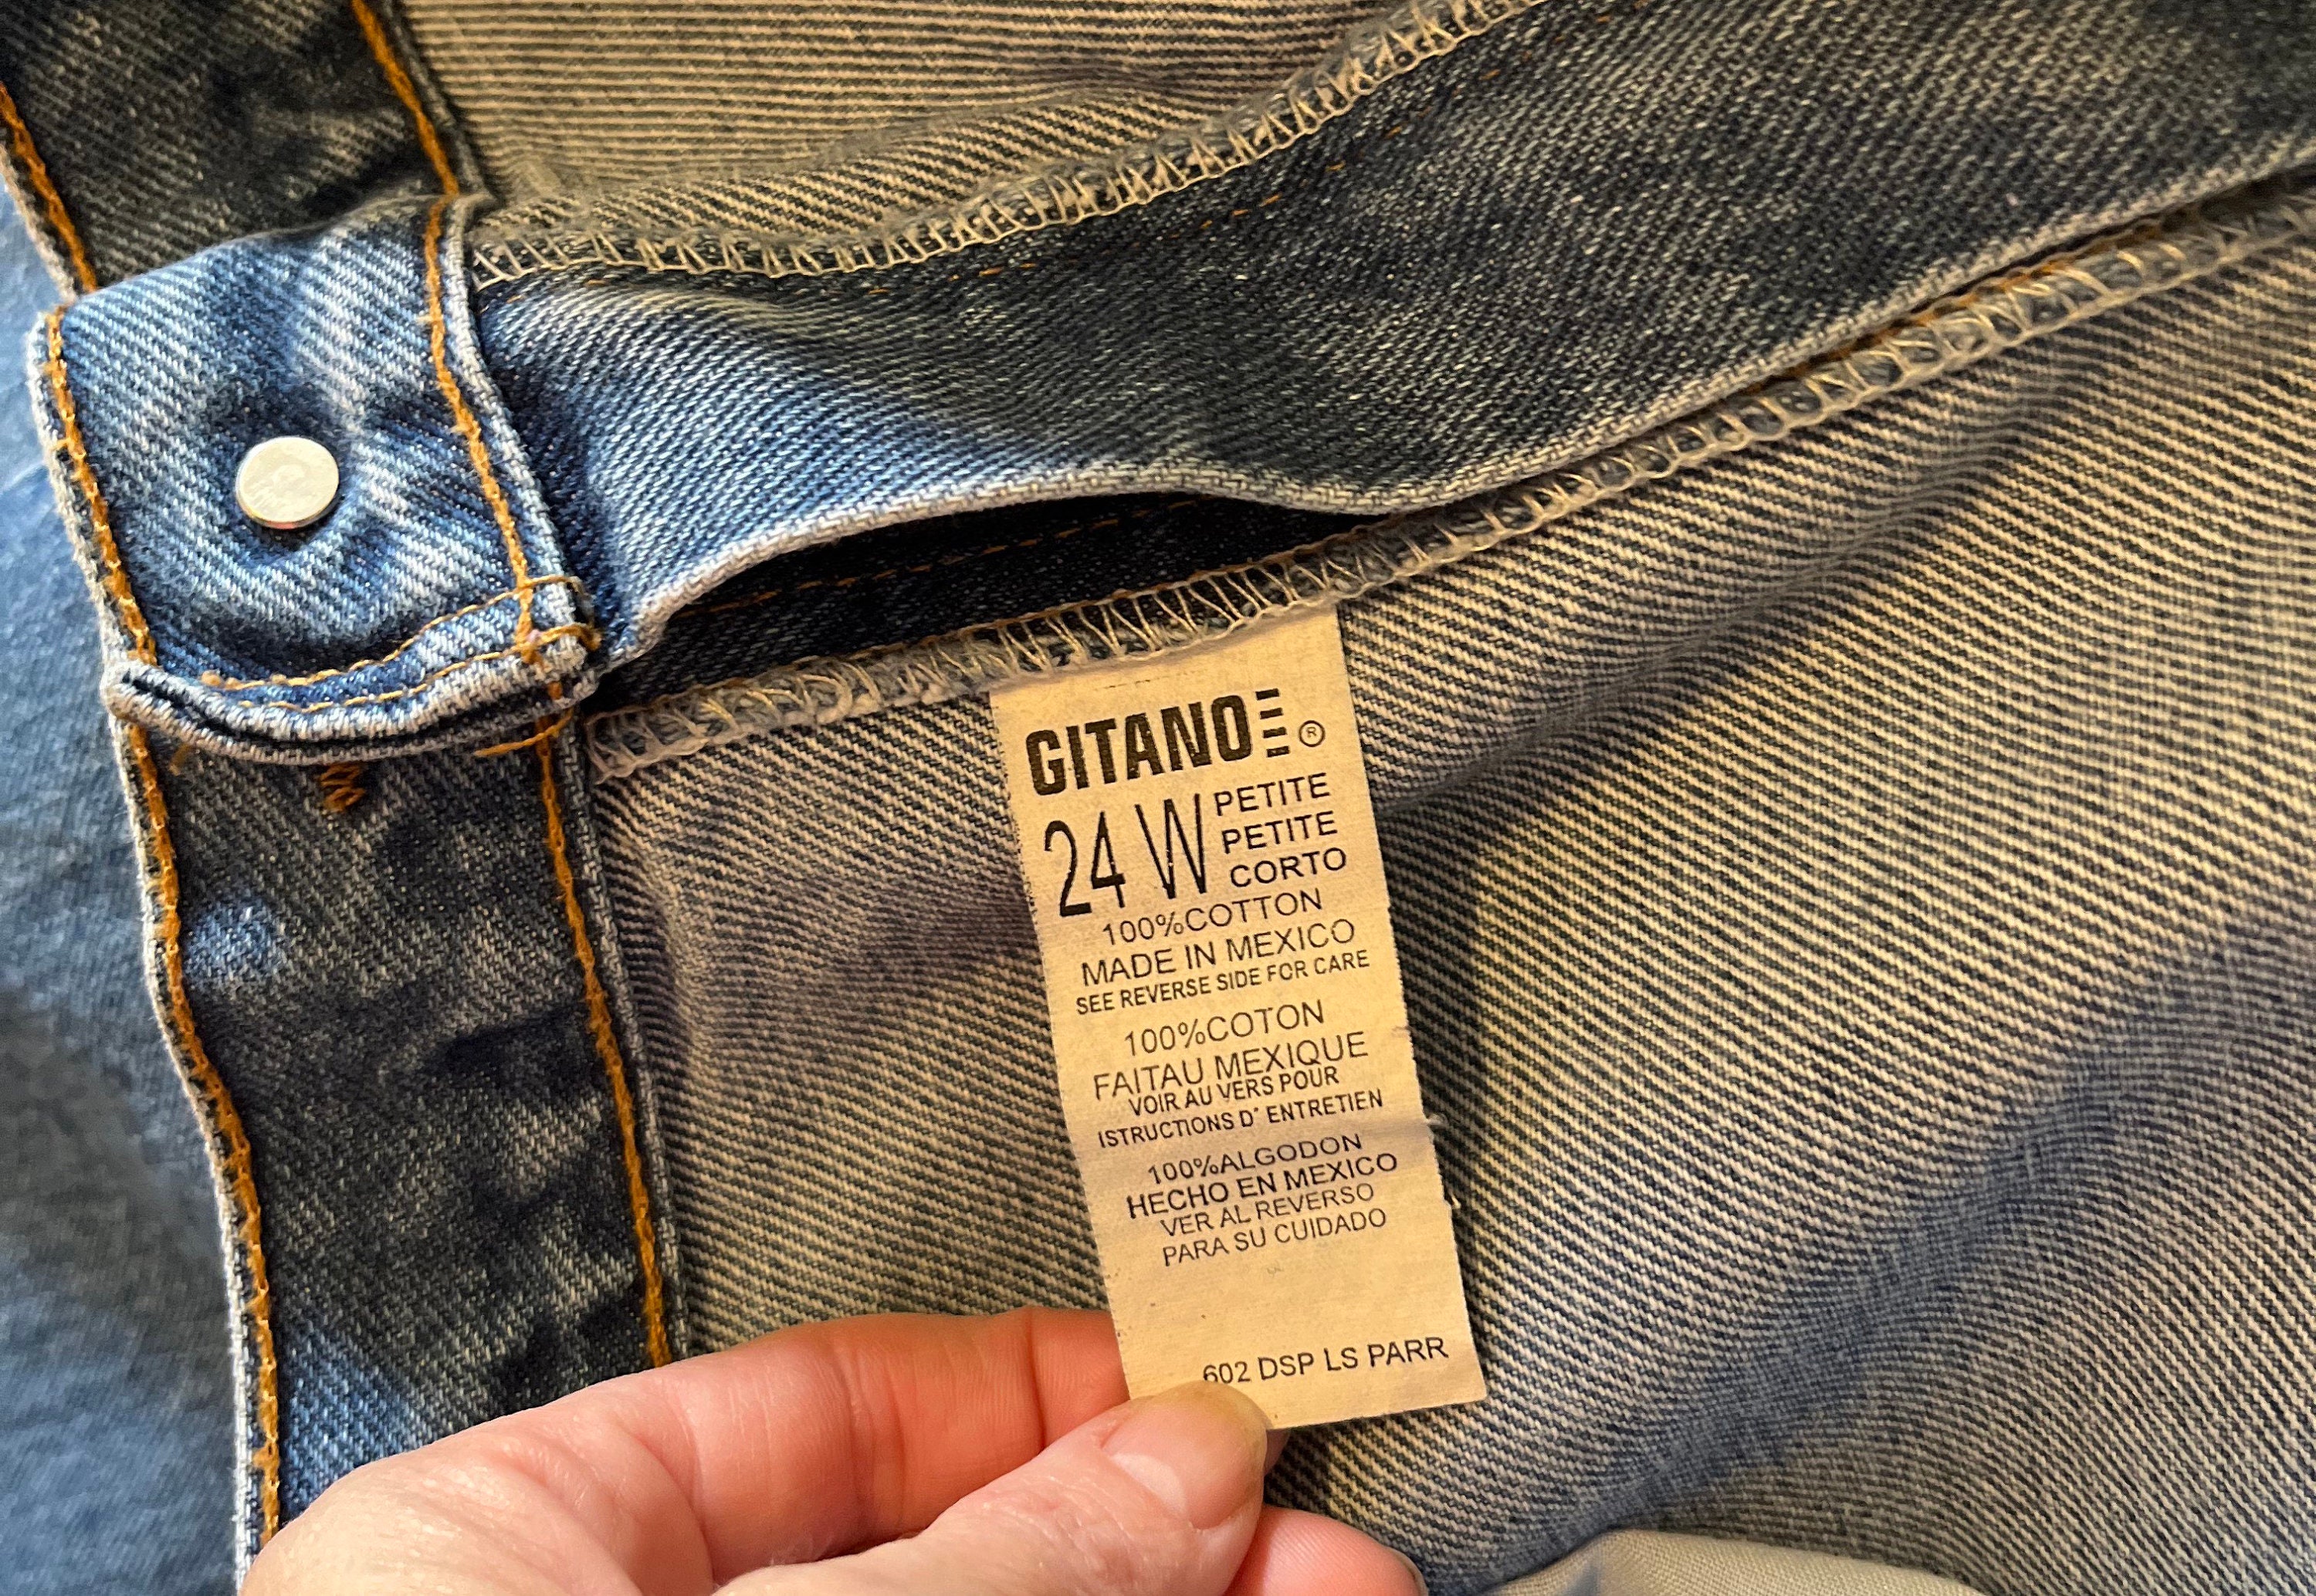 GITANO ®
24 W PETITE
PETITE
CORTO
100%COTTON
MADE IN MEXICO
SEE REVERSE SIDE FOR CARE
100%COTON
FAITAU MEXIQUE
VOIR AU VERS POUR
ISTRUCTIONS D' ENTRETIEN
100%ALGODON
HECHO EN MEXICO
VER AL REVERSO
PARA SU CUIDADO
602 DSP LS PARR